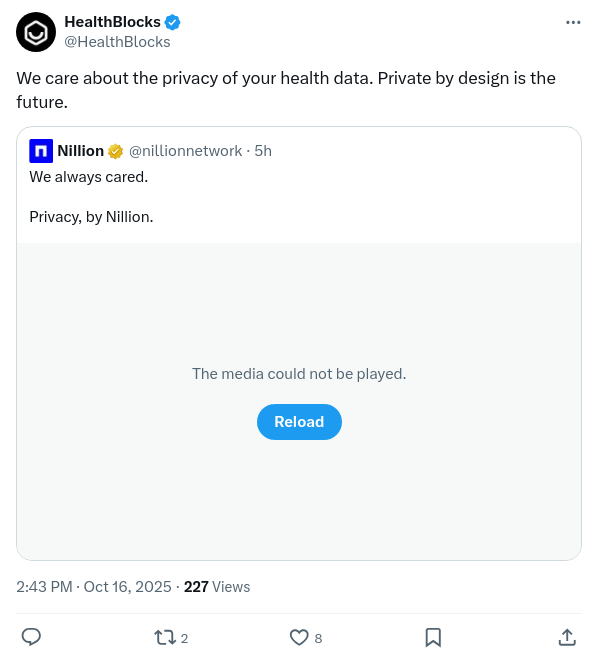 HealthBlocks
@HealthBlocks
We care about the privacy of your health data. Private by design is the
future.
Nillion @nillionnetwork · 5h
We always cared.
Privacy, by Nillion.
The media could not be played.
Reload
2:43 PM · Oct 16, 2025 · 227 Views
2 8